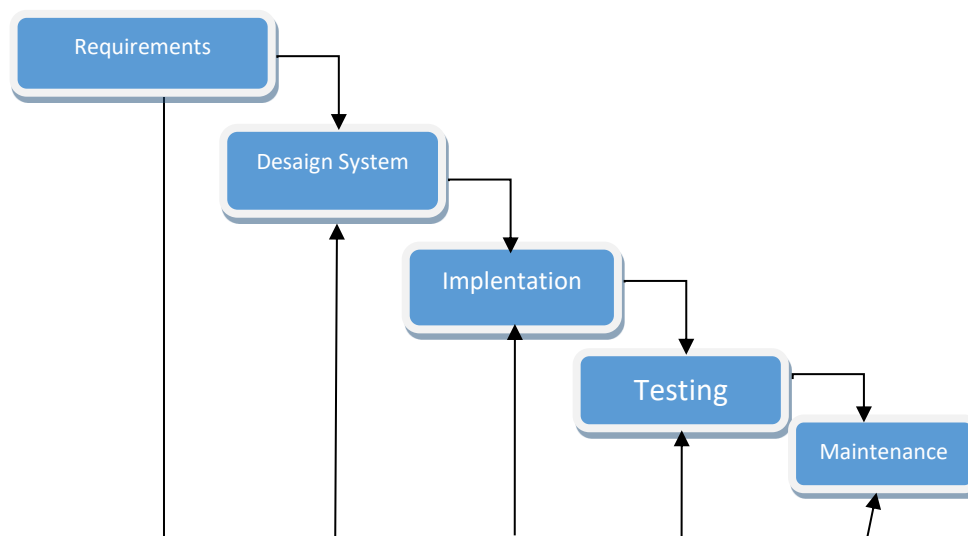 Requirements
Desaign System
Implentation
Testing
Maintenance